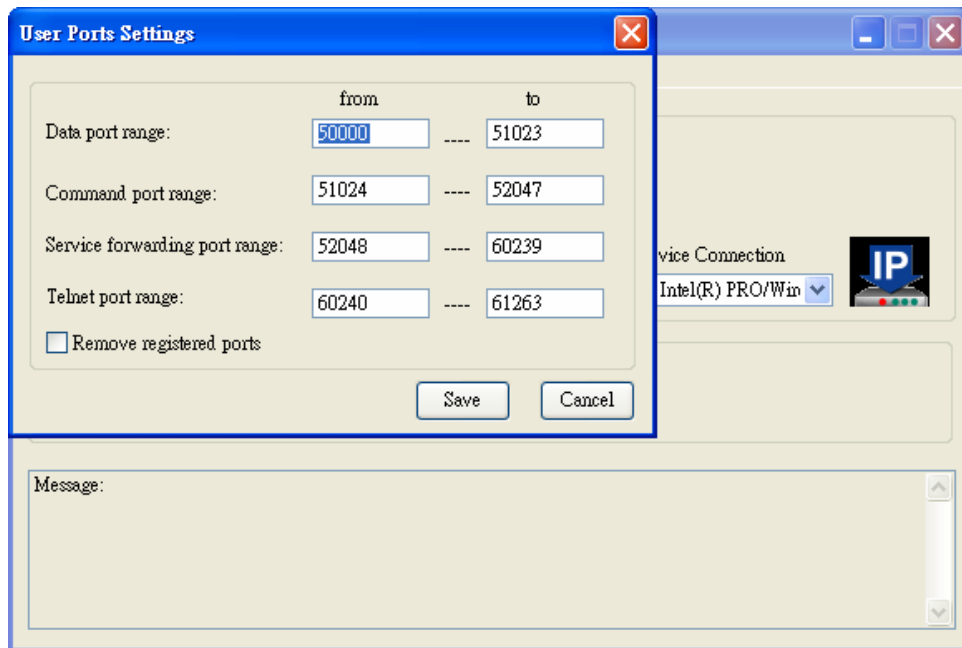 User Ports Settings
from to
Data port range: 50000 ---- 51023
Command port range: 51024 ---- 52047
Service forwarding port range: 52048 ---- 60239
Telnet port range: 60240 ---- 61263
Remove registered ports
Save Cancel
vice Connection
Intel(R) PRO/Win
IP
Message: